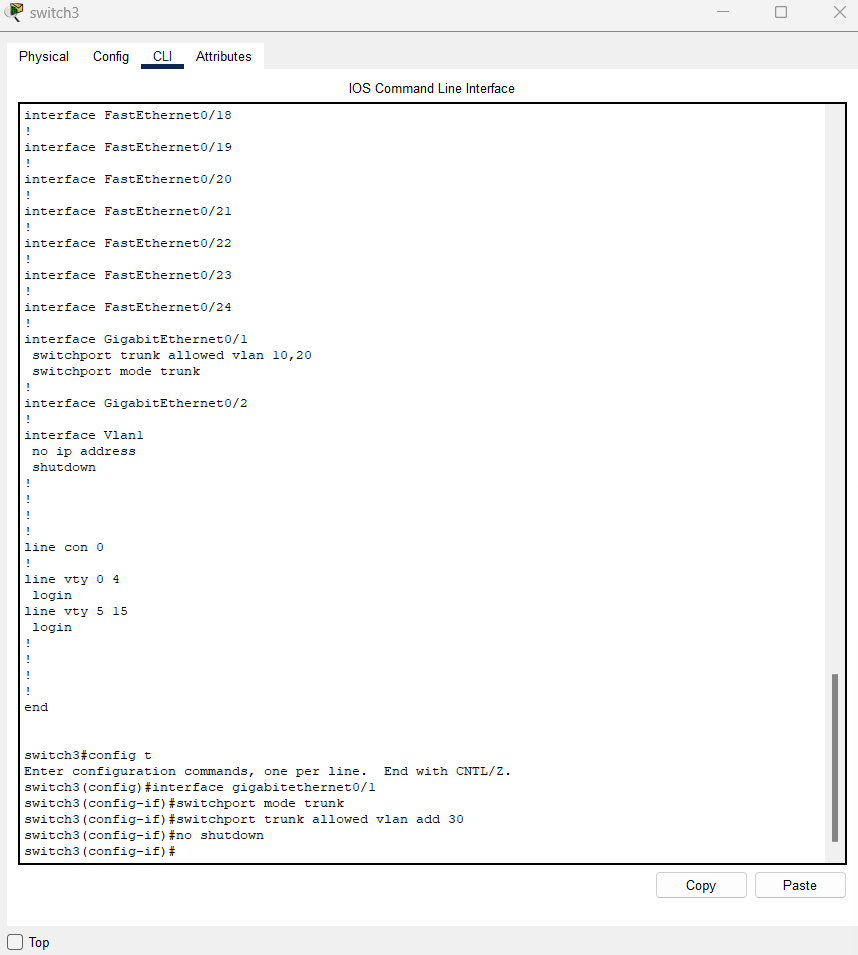 switch3
Physical Config CLI Attributes
IOS Command Line Interface
interface FastEthernet0/18
!
interface FastEthernet0/19
!
interface FastEthernet0/20
!
interface FastEthernet0/21
!
interface FastEthernet0/22
!
interface FastEthernet0/23
!
interface FastEthernet0/24
!
interface GigabitEthernet0/1
 switchport trunk allowed vlan 10,20
 switchport mode trunk
!
interface GigabitEthernet0/2
!
interface Vlan1
 no ip address
 shutdown
!
!
!
!
line con 0
!
line vty 0 4
 login
line vty 5 15
 login
!
!
!
!
end
switch3#config t
Enter configuration commands, one per line.  End with CNTL/Z.
switch3(config)#interface gigabitethernet0/1
switch3(config-if)#switchport mode trunk
switch3(config-if)#switchport trunk allowed vlan add 30
switch3(config-if)#no shutdown
switch3(config-if)#
Copy Paste
Top